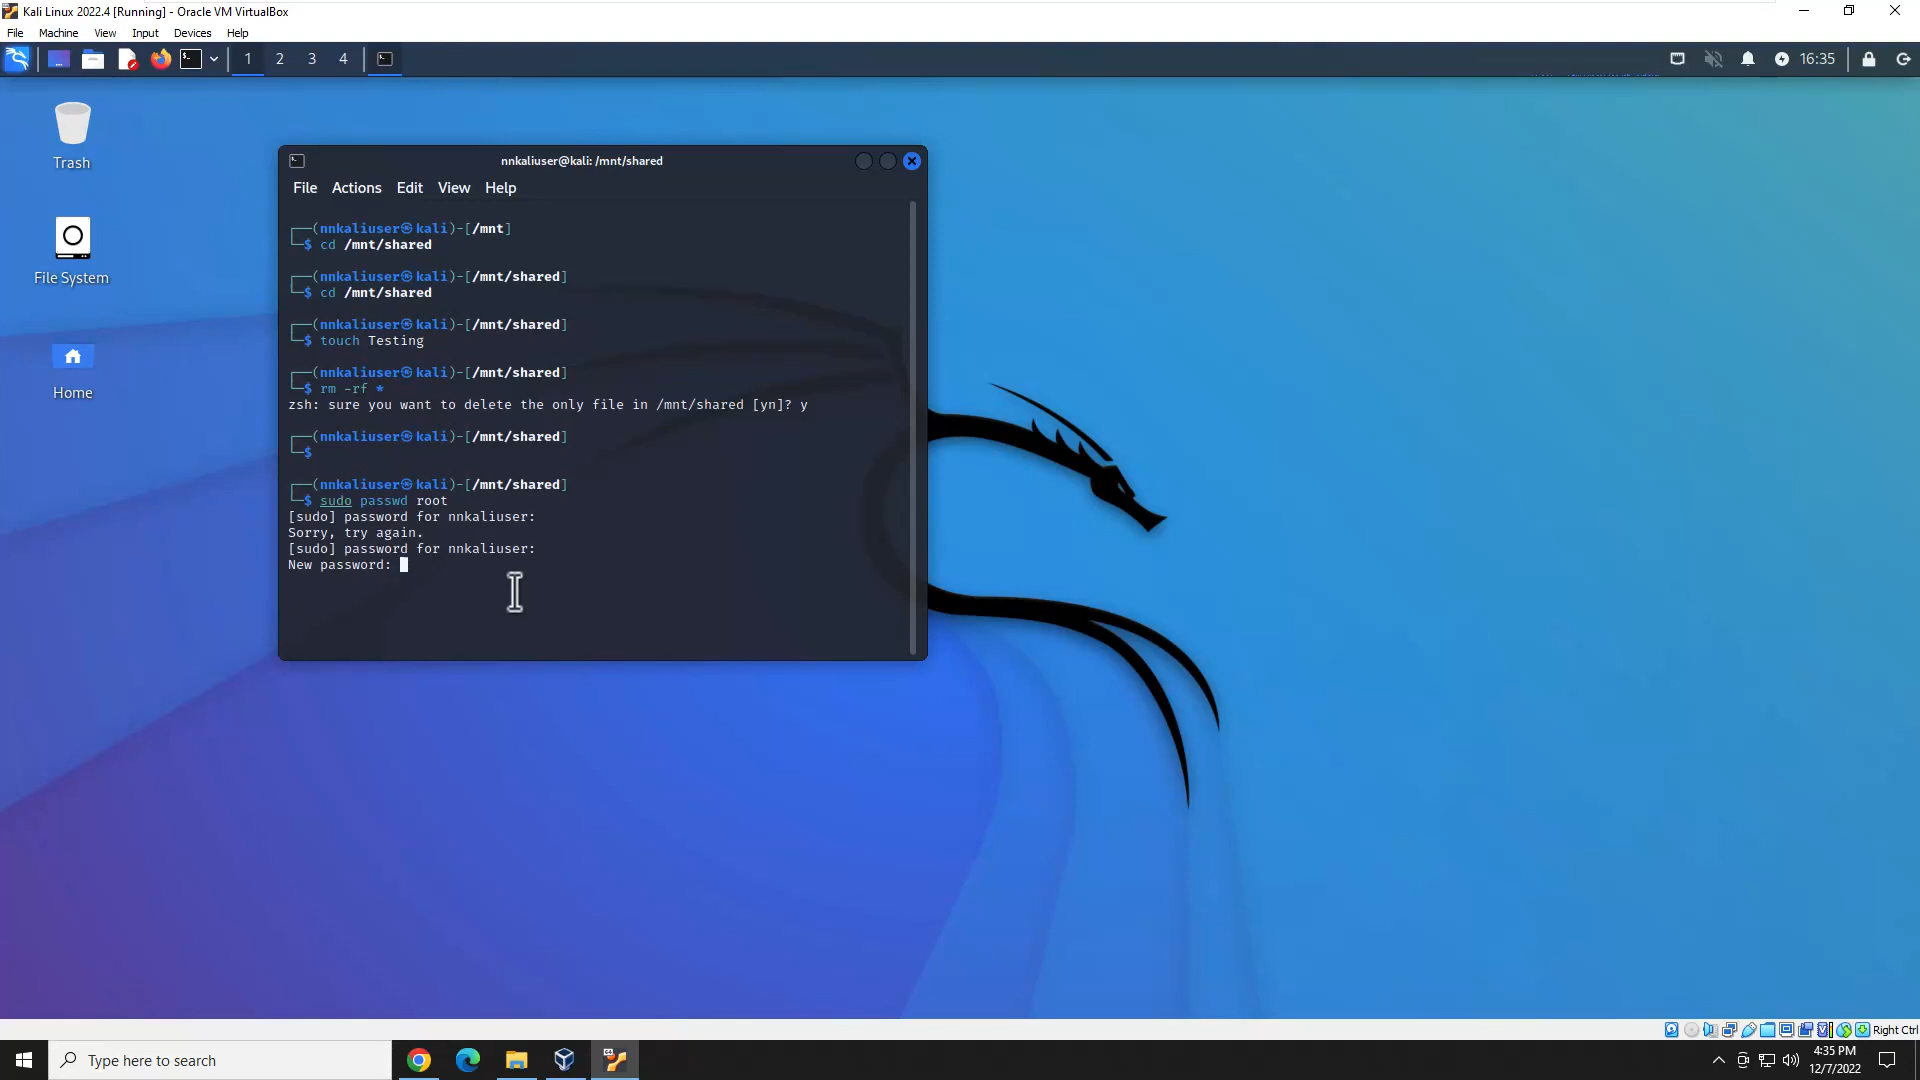 Kali Linux 2022.4 [Running] - Oracle VM VirtualBox
File Machine View Input Devices Help
1 2 3 4
16:35
Trash
File System
Home
nnkaliuser@kali: /mnt/shared
File Actions Edit View Help
┌──(nnkaliuser㉿kali)-[/mnt]
└─$ cd /mnt/shared
┌──(nnkaliuser㉿kali)-[/mnt/shared]
└─$ cd /mnt/shared
┌──(nnkaliuser㉿kali)-[/mnt/shared]
└─$ touch Testing
┌──(nnkaliuser㉿kali)-[/mnt/shared]
└─$ rm -rf *
zsh: sure you want to delete the only file in /mnt/shared [yn]? y
┌──(nnkaliuser㉿kali)-[/mnt/shared]
└─$
┌──(nnkaliuser㉿kali)-[/mnt/shared]
└─$ sudo passwd root
[sudo] password for nnkaliuser:
Sorry, try again.
[sudo] password for nnkaliuser:
New password:
Right Ctrl
Type here to search
4:35 PM
12/7/2022